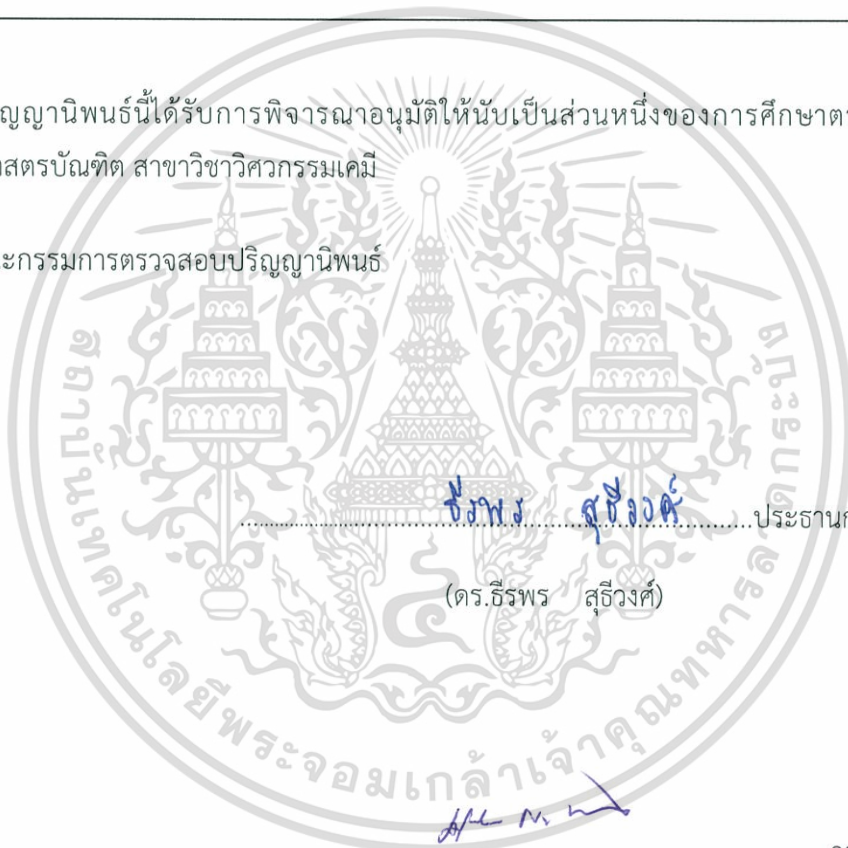 ญญานิพนธ์นี้ได้รับการพิจารณาอนุมัติให้นับเป็นส่วนหนึ่งของการศึกษาต
สตรบัณฑิต สาขาวิชาวิศวกรรมเคมี
ะกรรมการตรวจสอบปริญญานิพนธ์
สถาบันเทคโนโลยีพระจอมเกล้าเจ้าคุณทหารลาดกระบัง
ธีรพร สุธีวงศ์ ประธานก
(ดร.ธีรพร สุธีวงศ์)